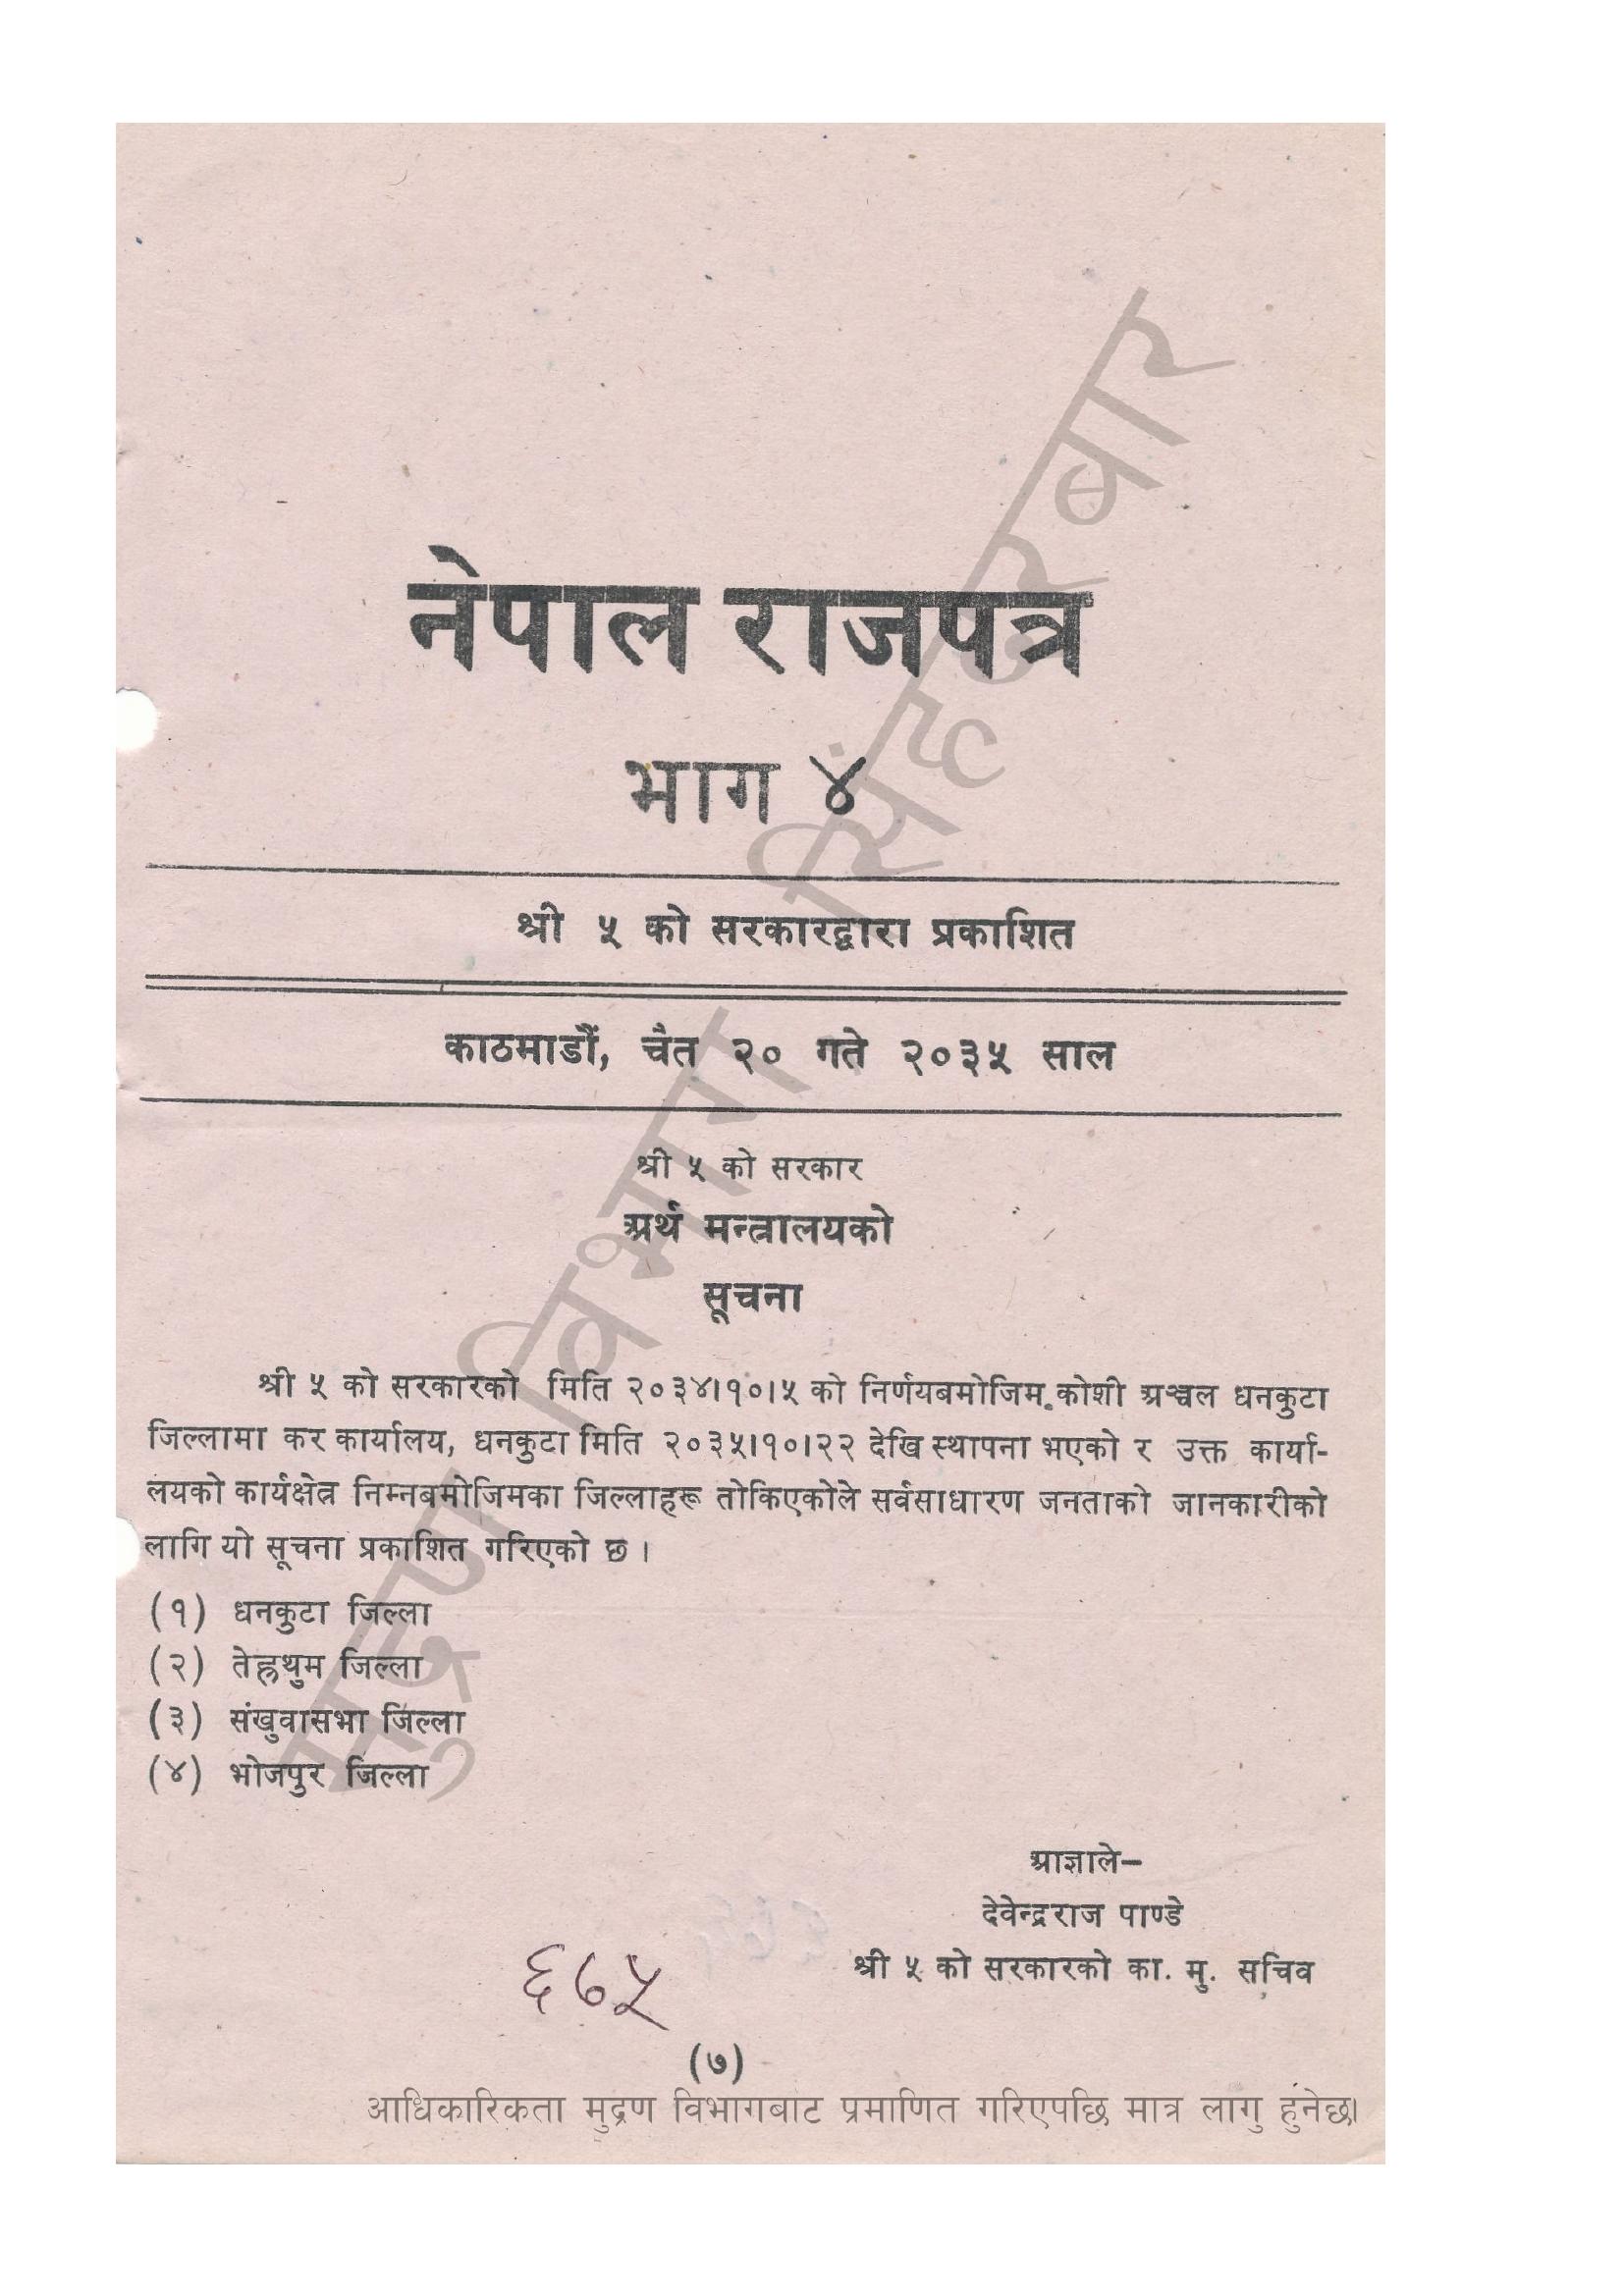 नेपाल राजपत्र
भाग ४
श्री ५ को सरकारद्वारा प्रकाशित
काठमाडौं, चैत २० गते २०३५ साल
श्री ५ को सरकार
अर्थ मन्त्रालयको
सूचना
श्री ५ को सरकारको मिति २०३४।१०।५ को निर्णयबमोजिम कोशी अञ्चल धनकुटा
जिल्लामा कर कार्यालय, धनकुटा मिति २०३५।१०।२२ देखि स्थापना भएको र उक्त कार्या-
लयको कार्यक्षेत्र निम्नबमोजिमका जिल्लाहरू तोकिएकोले सर्वसाधारण जनताको जानकारीको
लागि यो सूचना प्रकाशित गरिएको छ ।
(१) धनकुटा जिल्ला
(२) तेह्रथुम जिल्ला
(३) संखुवासभा जिल्ला
(४) भोजपुर जिल्ला
आज्ञाले–
देवेन्द्रराज पाण्डे
श्री ५ को सरकारको का. मु. सचिव
६७५
(७)
आधिकारिकता मुद्रण विभागबाट प्रमाणित गरिएपछि मात्र लागु हुनेछ।
मुद्रण विभाग सिंहदरबार